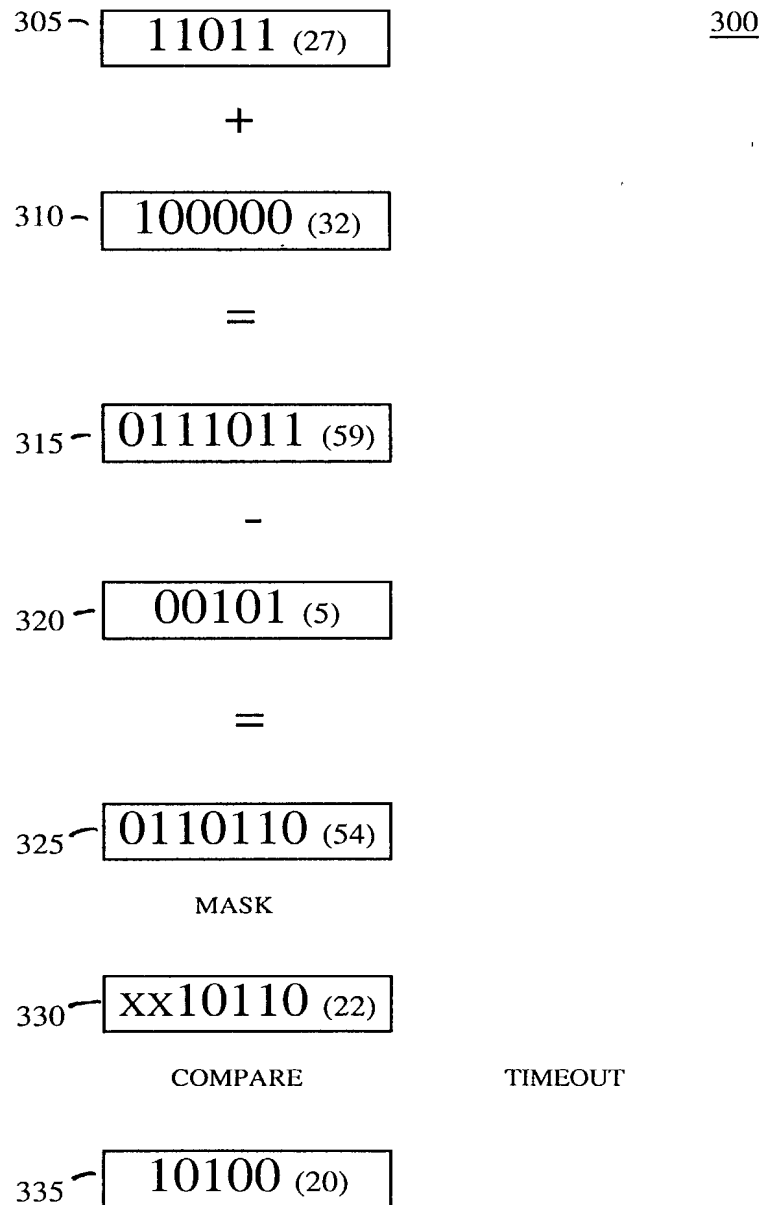 305 11011 (27) 300
+
310 100000 (32)
=
315 0111011 (59)
-
320 00101 (5)
=
325 0110110 (54)
MASK
330 XX10110 (22)
COMPARE TIMEOUT
335 10100 (20)